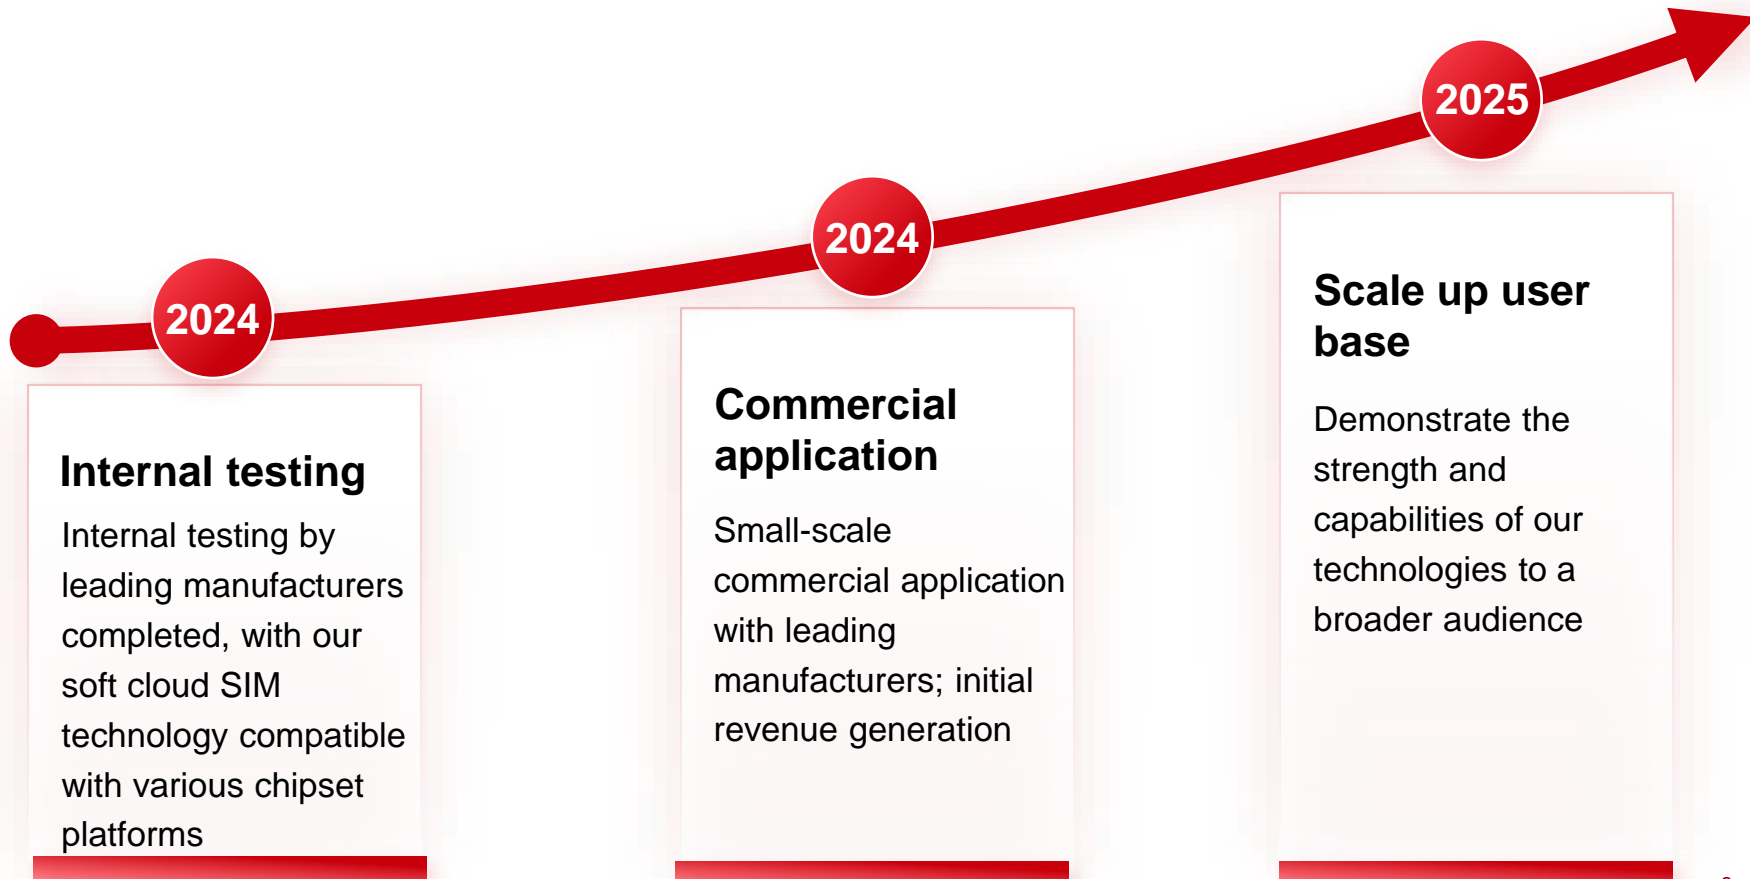 2025
2024
2024
Internal testing
Internal testing by
leading manufacturers
completed, with our
soft cloud SIM
technology compatible
with various chipset
platforms
Commercial
application
Small-scale
commercial application
with leading
manufacturers; initial
revenue generation
Scale up user
base
Demonstrate the
strength and
capabilities of our
technologies to a
broader audience